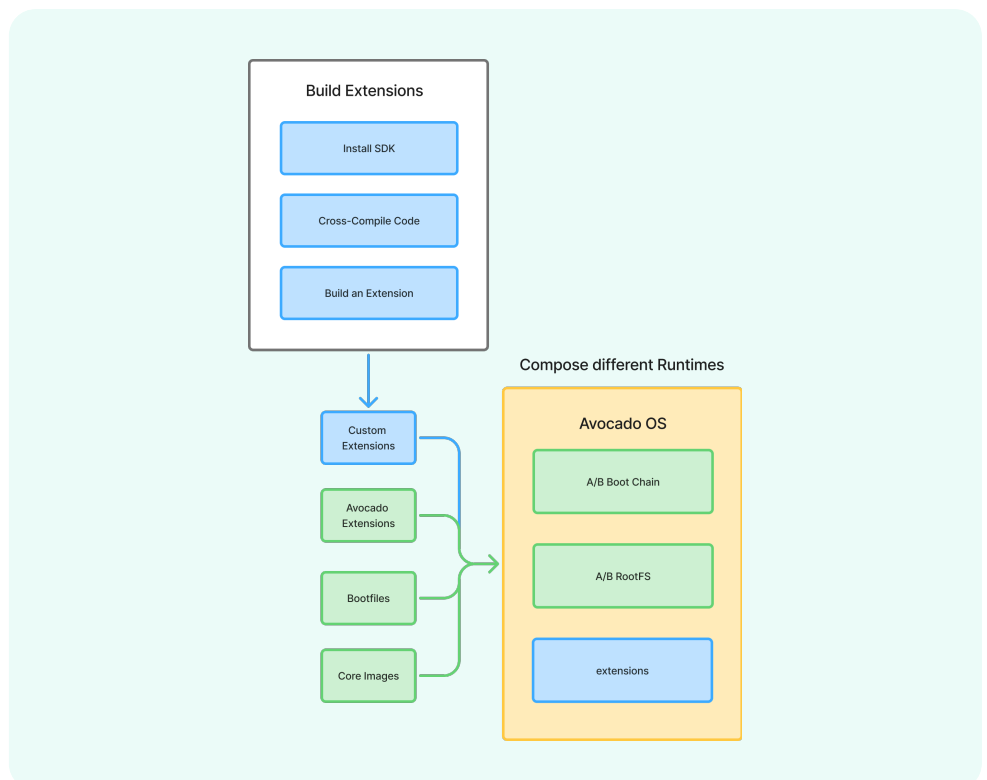 Build Extensions
Install SDK
Cross-Compile Code
Build an Extension
Compose different Runtimes
Custom
Extensions
Avocado
Extensions
Bootfiles
Core Images
Avocado OS
A/B Boot Chain
A/B RootFS
extensions